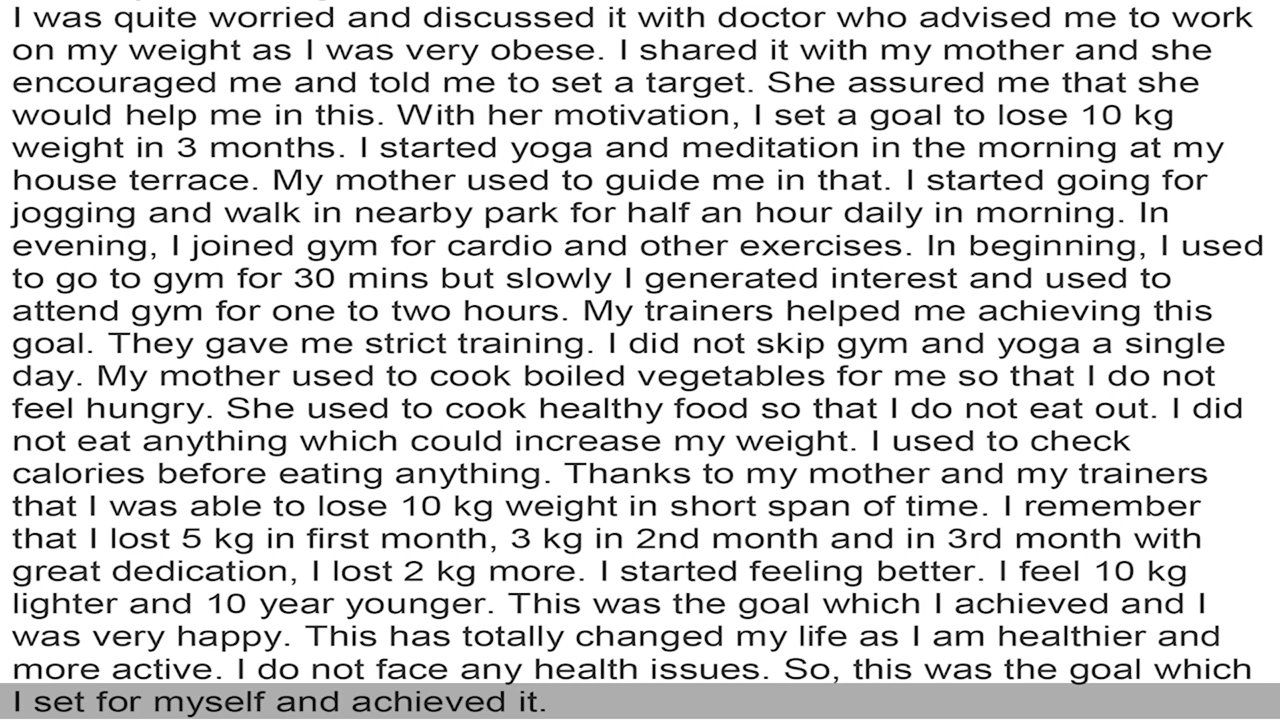 I was quite worried and discussed it with doctor who advised me to work
on my weight as I was very obese. I shared it with my mother and she
encouraged me and told me to set a target. She assured me that she
would help me in this. With her motivation, I set a goal to lose 10 kg
weight in 3 months. I started yoga and meditation in the morning at my
house terrace. My mother used to guide me in that. I started going for
jogging and walk in nearby park for half an hour daily in morning. In
evening, I joined gym for cardio and other exercises. In beginning, I used
to go to gym for 30 mins but slowly I generated interest and used to
attend gym for one to two hours. My trainers helped me achieving this
goal. They gave me strict training. I did not skip gym and yoga a single
day. My mother used to cook boiled vegetables for me so that I do not
feel hungry. She used to cook healthy food so that I do not eat out. I did
not eat anything which could increase my weight. I used to check
calories before eating anything. Thanks to my mother and my trainers
that I was able to lose 10 kg weight in short span of time. I remember
that I lost 5 kg in first month, 3 kg in 2nd month and in 3rd month with
great dedication, I lost 2 kg more. I started feeling better. I feel 10 kg
lighter and 10 year younger. This was the goal which I achieved and I
was very happy. This has totally changed my life as I am healthier and
more active. I do not face any health issues. So, this was the goal which
I set for myself and achieved it.